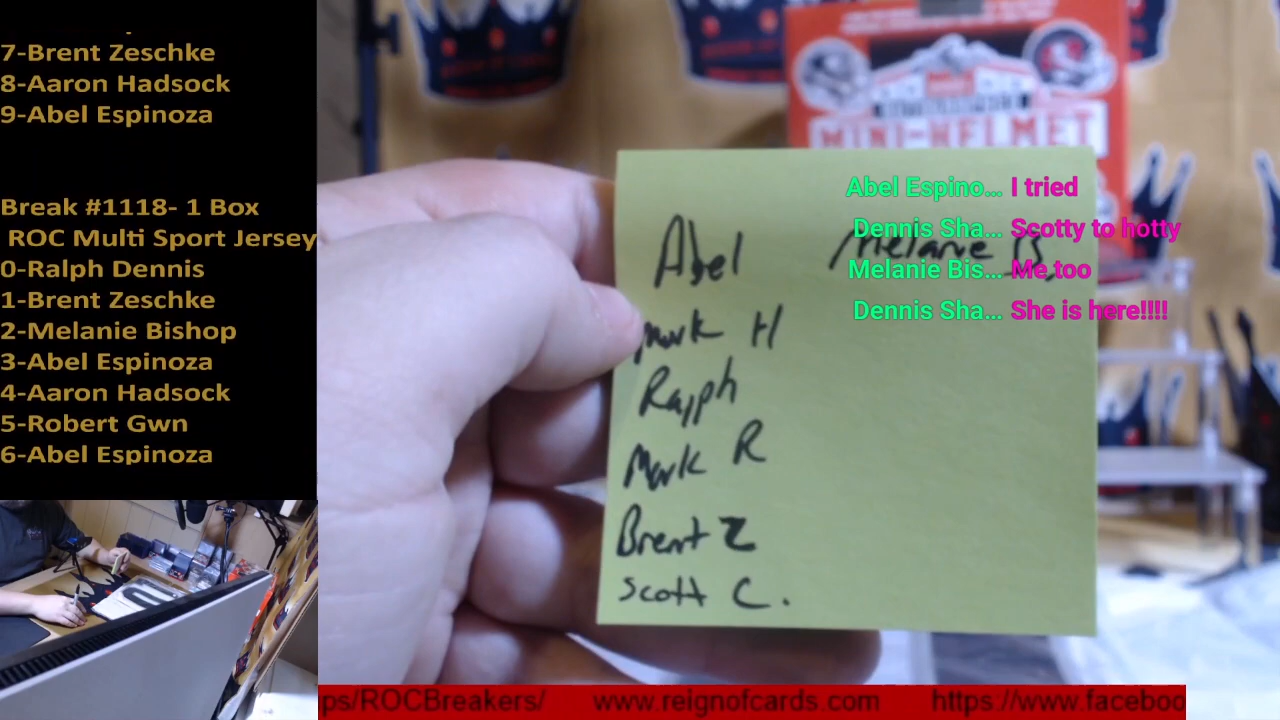 7-Brent Zeschke
8-Aaron Hadsock
9-Abel Espinoza
Break #1118- 1 Box
ROC Multi Sport Jersey
0-Ralph Dennis
1-Brent Zeschke
2-Melanie Bishop
3-Abel Espinoza
4-Aaron Hadsock
5-Robert Gwn
6-Abel Espinoza
MINI-HELMET
Abel Espino... I tried
Dennis Sha... Scotty to hotty
Melanie Bis... Me too
Dennis Sha... She is here!!!!
Abel Melanie B.
Mark H
Ralph
Mark R
Brent Z
Scott C.
ps/ROCBreakers/ www.reignofcards.com https://www.faceboo